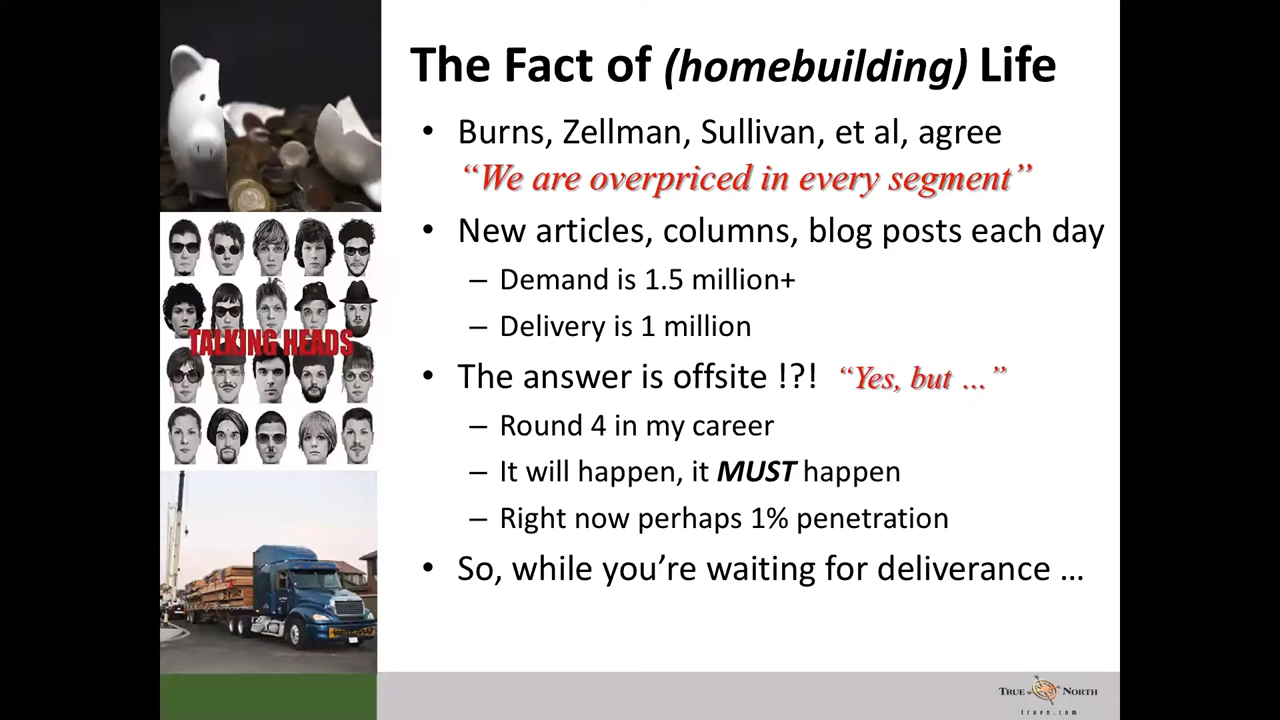 The Fact of (homebuilding) Life
• Burns, Zellman, Sullivan, et al, agree
“We are overpriced in every segment”
• New articles, columns, blog posts each day
– Demand is 1.5 million+
– Delivery is 1 million
• The answer is offsite !?! “Yes, but …”
– Round 4 in my career
– It will happen, it MUST happen
– Right now perhaps 1% penetration
• So, while you’re waiting for deliverance …
TALKING HEADS
TRUE NORTH
truen.com